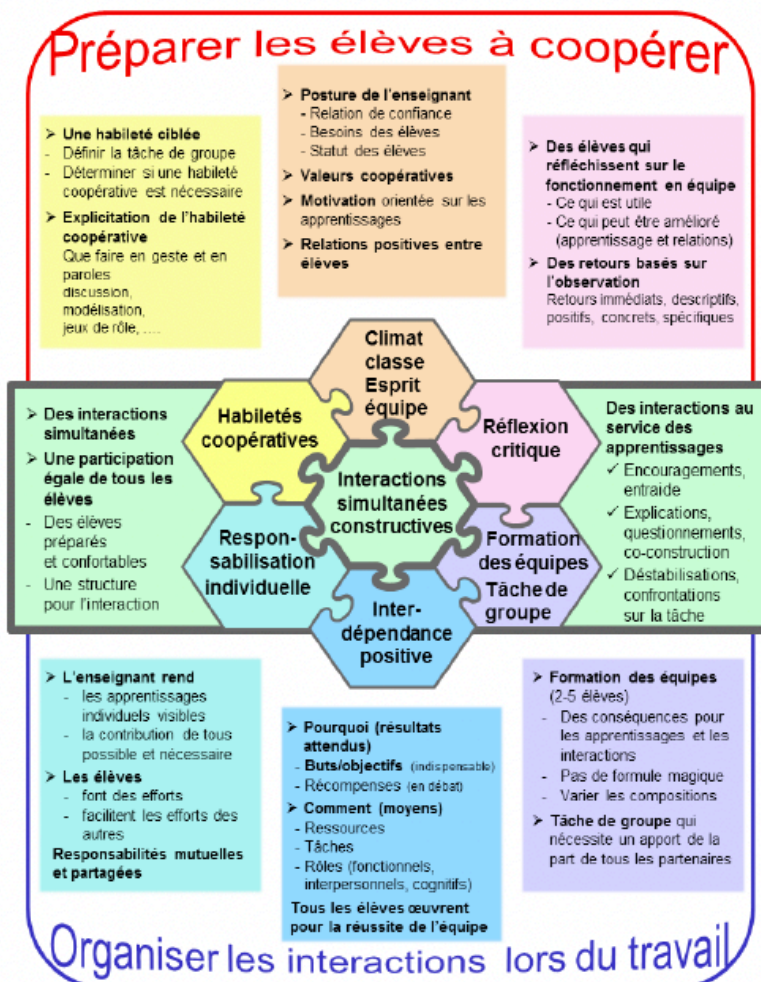 Préparer les élèves à coopérer
➤ Une habileté ciblée
- Définir la tâche de groupe
- Déterminer si une habileté
coopérative est nécessaire
➤ Explicitation de l'habileté
coopérative
Que faire en geste et en
paroles
discussion,
modélisation,
jeux de rôle, ....
➤ Posture de l'enseignant
- Relation de confiance
- Besoins des élèves
- Statut des élèves
➤ Valeurs coopératives
➤ Motivation orientée sur les
apprentissages
➤ Relations positives entre
élèves
➤ Des élèves qui
réfléchissent sur le
fonctionnement en équipe
- Ce qui est utile
- Ce qui peut être amélioré
(apprentissage et relations)
➤ Des retours basés sur
l'observation
Retours immédiats, descriptifs,
positifs, concrets, spécifiques
➤ Des interactions
simultanées
➤ Une participation
égale de tous les
élèves
- Des élèves
préparés
et confortables
- Une structure
pour l'interaction
Climat
classe
Esprit
équipe
Habiletés
coopératives
Réflexion
critique
Interactions
simultanées
constructives
Respon-
sabilisation
individuelle
Formation
des équipes
Tâche de
groupe
Inter-
dépendance
positive
Des interactions au
service des
apprentissages
✓ Encouragements,
entraide
✓ Explications,
questionnements,
co-construction
✓ Déstabilisations,
confrontations
sur la tâche
➤ L'enseignant rend
- les apprentissages
individuels visibles
- la contribution de tous
possible et nécessaire
➤ Les élèves
- font des efforts
- facilitent les efforts des
autres
Responsabilités mutuelles
et partagées
➤ Pourquoi (résultats
attendus)
- Buts/objectifs (indispensable)
- Récompenses (en débat)
➤ Comment (moyens)
- Ressources
- Tâches
- Rôles (fonctionnels,
interpersonnels, cognitifs)
Tous les élèves œuvrent
pour la réussite de l'équipe
➤ Formation des équipes
(2-5 élèves)
- Des conséquences pour
les apprentissages et les
interactions
- Pas de formule magique
- Varier les compositions
➤ Tâche de groupe qui
nécessite un apport de la
part de tous les partenaires
Organiser les interactions lors du travail